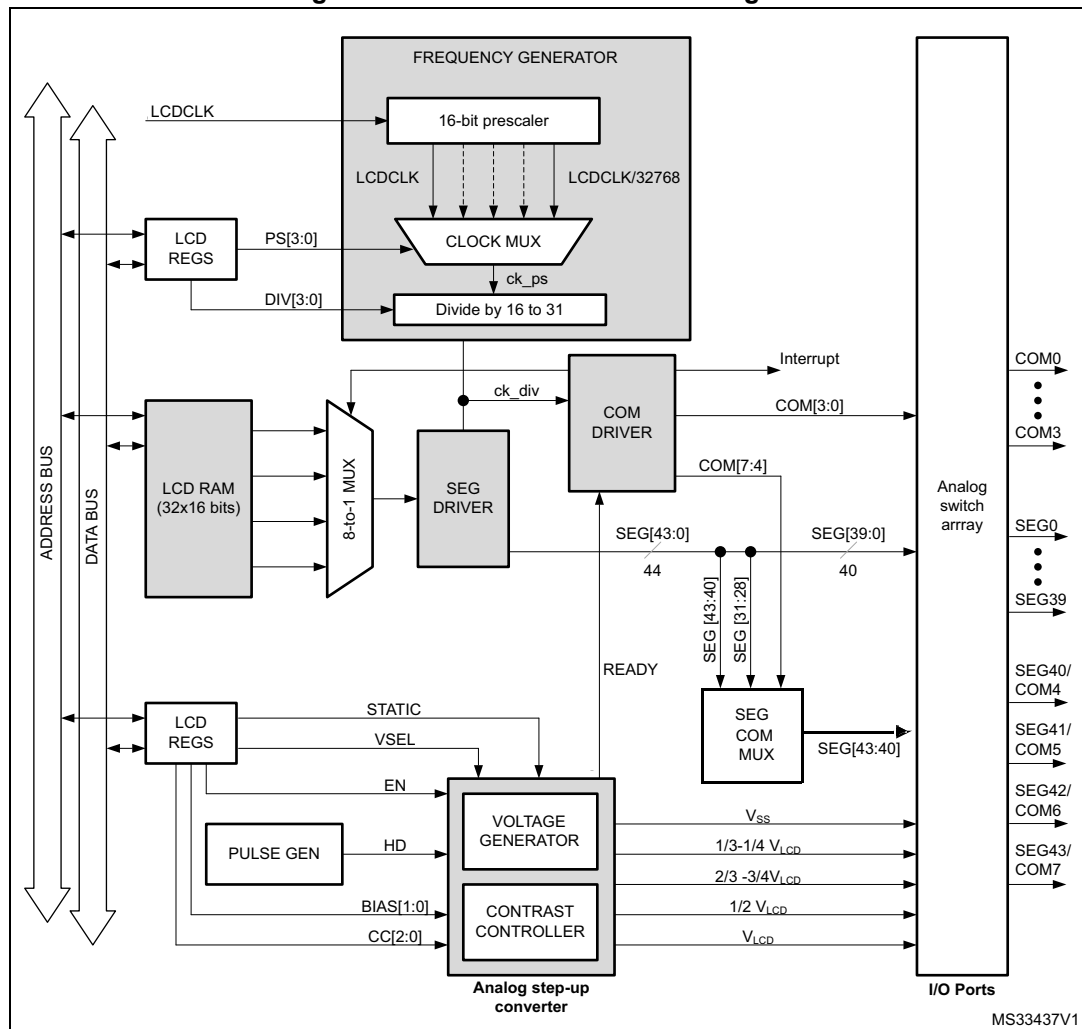 FREQUENCY GENERATOR
LCDCLK
16-bit prescaler
LCDCLK
LCDCLK/32768
LCD
REGS
PS[3:0]
CLOCK MUX
ck_ps
DIV[3:0]
Divide by 16 to 31
Interrupt
ck_div
COM
DRIVER
COM[3:0]
COM[7:4]
ADDRESS BUS
DATA BUS
LCD RAM
(32x16 bits)
8-to-1 MUX
SEG
DRIVER
SEG[43:0]
44
SEG[39:0]
40
SEG [43:40]
SEG [31:28]
READY
SEG
COM
MUX
SEG[43:40]
LCD
REGS
STATIC
VSEL
EN
PULSE GEN
HD
BIAS[1:0]
CC[2:0]
VOLTAGE
GENERATOR
CONTRAST
CONTROLLER
Analog step-up
converter
VSS
1/3-1/4 VLCD
2/3 -3/4VLCD
1/2 VLCD
VLCD
Analog
switch
arrray
I/O Ports
COM0
COM3
SEG0
SEG39
SEG40/
COM4
SEG41/
COM5
SEG42/
COM6
SEG43/
COM7
MS33437V1